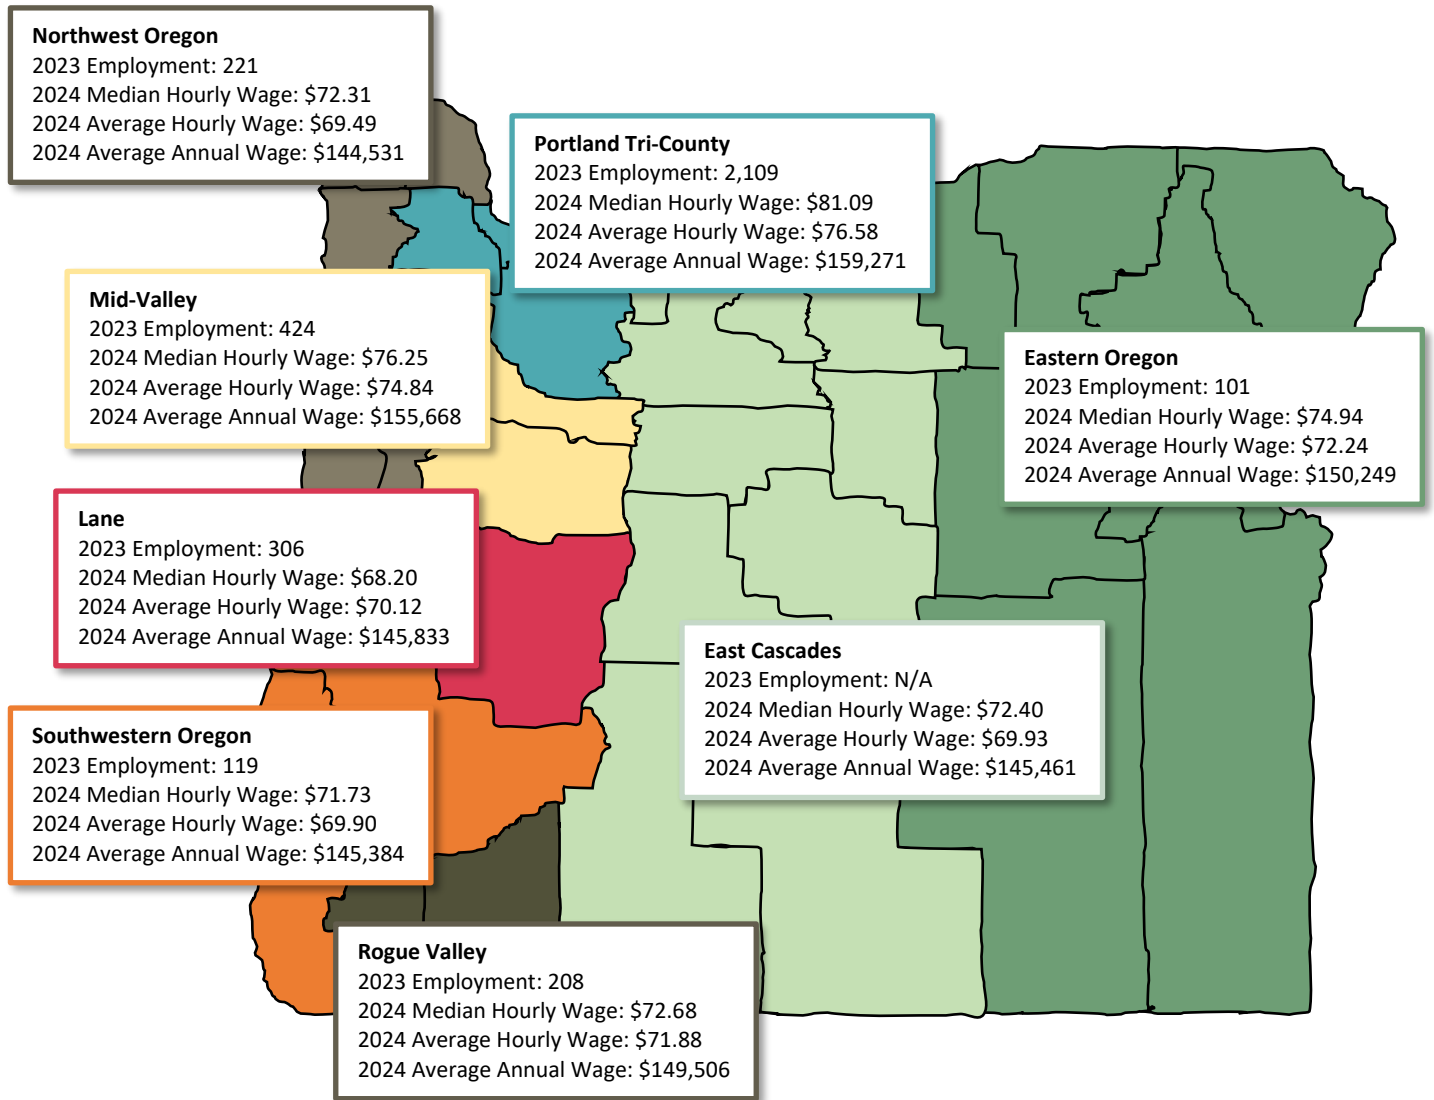 Northwest Oregon
2023 Employment: 221
2024 Median Hourly Wage: $72.31
2024 Average Hourly Wage: $69.49
2024 Average Annual Wage: $144,531
Portland Tri-County
2023 Employment: 2,109
2024 Median Hourly Wage: $81.09
2024 Average Hourly Wage: $76.58
2024 Average Annual Wage: $159,271
Mid-Valley
2023 Employment: 424
2024 Median Hourly Wage: $76.25
2024 Average Hourly Wage: $74.84
2024 Average Annual Wage: $155,668
Eastern Oregon
2023 Employment: 101
2024 Median Hourly Wage: $74.94
2024 Average Hourly Wage: $72.24
2024 Average Annual Wage: $150,249
Lane
2023 Employment: 306
2024 Median Hourly Wage: $68.20
2024 Average Hourly Wage: $70.12
2024 Average Annual Wage: $145,833
East Cascades
2023 Employment: N/A
2024 Median Hourly Wage: $72.40
2024 Average Hourly Wage: $69.93
2024 Average Annual Wage: $145,461
Southwestern Oregon
2023 Employment: 119
2024 Median Hourly Wage: $71.73
2024 Average Hourly Wage: $69.90
2024 Average Annual Wage: $145,384
Rogue Valley
2023 Employment: 208
2024 Median Hourly Wage: $72.68
2024 Average Hourly Wage: $71.88
2024 Average Annual Wage: $149,506